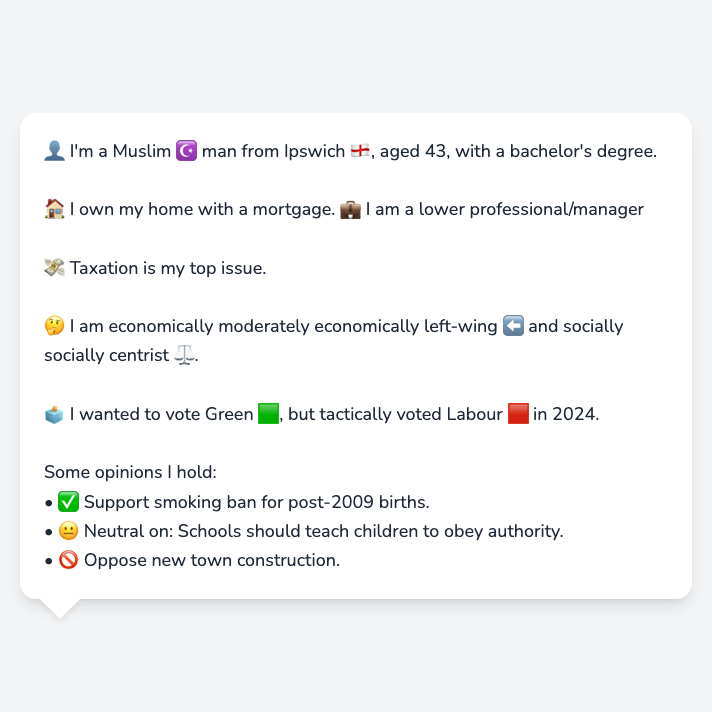 👤 I'm a Muslim ☪️ man from Ipswich 🏴󠁧󠁢󠁥󠁮󠁧󠁿, aged 43, with a bachelor's degree.
🏠 I own my home with a mortgage. 💼 I am a lower professional/manager
💸 Taxation is my top issue.
🤔 I am economically moderately economically left-wing ⬅️ and socially
socially centrist ⚖️.
🗳️ I wanted to vote Green 🟩, but tactically voted Labour 🟥 in 2024.
Some opinions I hold:
• ✅ Support smoking ban for post-2009 births.
• 😐 Neutral on: Schools should teach children to obey authority.
• 🚫 Oppose new town construction.